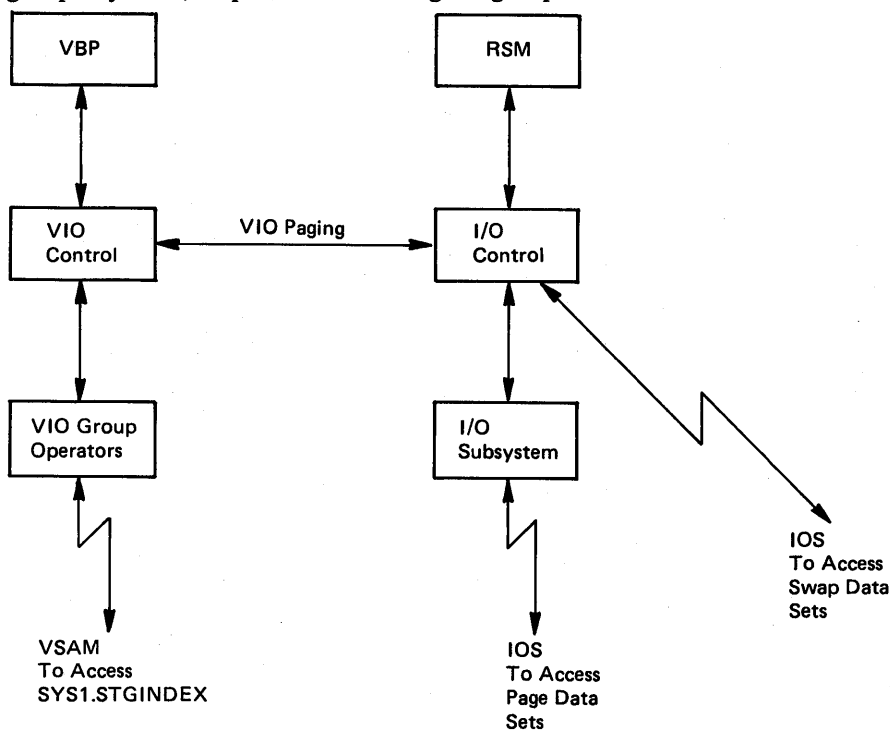 VBP
RSM
VIO
Control
VIO Paging
I/O
Control
VIO Group
Operators
I/O
Subsystem
IOS
To Access
Swap Data
Sets
VSAM
To Access
SYS1.STGINDEX
IOS
To Access
Page Data
Sets